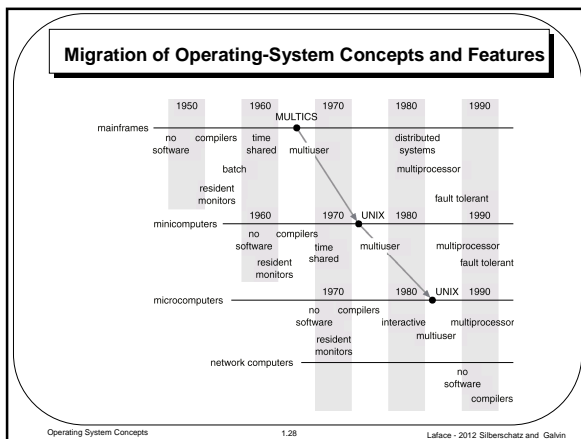 Migration of Operating-System Concepts and Features
1950 1960 1970 1980 1990
MULTICS
mainframes
no software
compilers
time shared
multiuser
distributed systems
batch
multiprocessor
resident monitors
fault tolerant
1960 1970 UNIX 1980 1990
minicomputers
no software
compilers
time shared
multiuser
multiprocessor
resident monitors
fault tolerant
1970 1980 UNIX 1990
microcomputers
no software
compilers
interactive
multiprocessor
multiuser
resident monitors
network computers
no software
compilers
Operating System Concepts 1.28 Laface - 2012 Silberschatz and Galvin